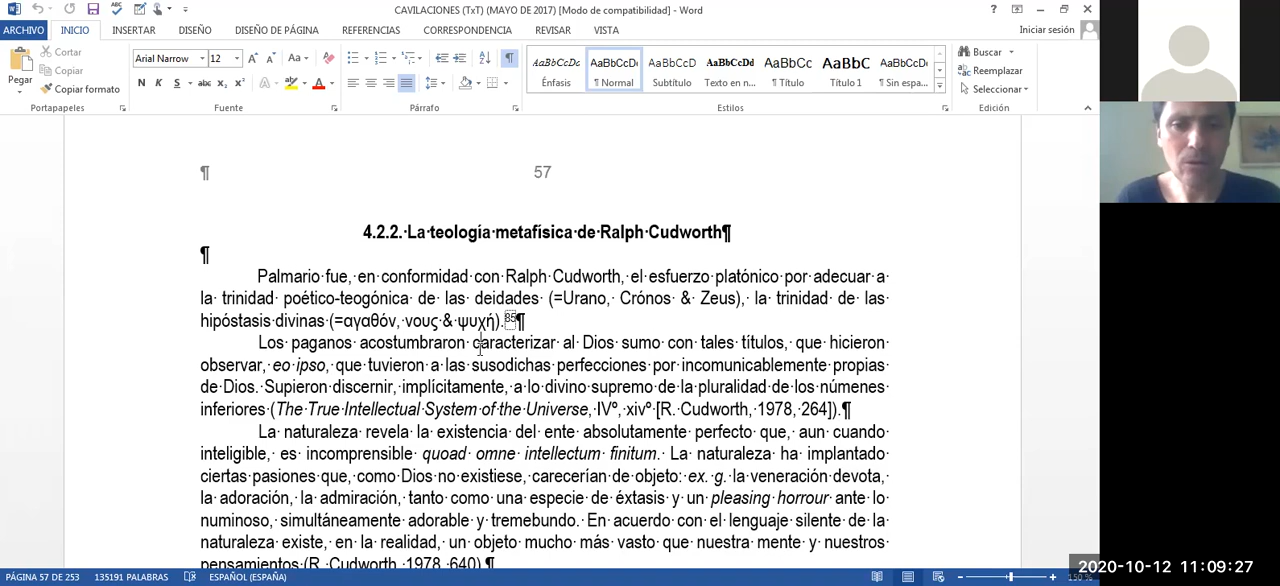 CAVILACIONES (TxT) (MAYO DE 2017) [Modo de compatibilidad] - Word
ARCHIVO INICIO INSERTAR DISEÑO DISEÑO DE PÁGINA REFERENCIAS CORRESPONDENCIA REVISAR VISTA Iniciar sesión
Pegar
Cortar
Copiar
Copiar formato
Portapapeles
Arial Narrow 12
N K S abc x₂ x²
Fuente
Párrafo
AaBbCcDc AaBbCcDc AaBbCcD AaBbCcDd AaBbCc AaBbC AaBbCcDc
Énfasis ¶ Normal Subtítulo Texto en n... ¶ Título Título 1 ¶ Sin espa...
Estilos
Buscar
Reemplazar
Seleccionar
Edición
¶ 57
4.2.2.·La·teología·metafísica·de·Ralph·Cudworth¶
¶
Palmario·fue,·en·conformidad·con·Ralph·Cudworth,·el·esfuerzo·platónico·por·adecuar·a·
la·trinidad·poético-teogónica·de·las·deidades·(=Urano,·Crónos·&·Zeus),·la·trinidad·de·las·
hipóstasis·divinas·(=αγαθόν,·νους·&·ψυχή).85¶
Los·paganos·acostumbraron·caracterizar·al·Dios·sumo·con·tales·títulos,·que·hicieron·
observar,·eo·ipso,·que·tuvieron·a·las·susodichas·perfecciones·por·incomunicablemente·propias·
de·Dios.·Supieron·discernir,·implícitamente,·a·lo·divino·supremo·de·la·pluralidad·de·los·númenes·
inferiores·(The·True·Intellectual·System·of·the·Universe,·IVº,·xivº·[R.·Cudworth,·1978,·264]).¶
La·naturaleza·revela·la·existencia·del·ente·absolutamente·perfecto·que,·aun·cuando·
inteligible,·es·incomprensible·quoad·omne·intellectum·finitum.·La·naturaleza·ha·implantado·
ciertas·pasiones·que,·como·Dios·no·existiese,·carecerían·de·objeto:·ex.·g.·la·veneración·devota,·
la·adoración,·la·admiración,·tanto·como·una·especie·de·éxtasis·y·un·pleasing·horrour·ante·lo·
numinoso,·simultáneamente·adorable·y·tremebundo.·En·acuerdo·con·el·lenguaje·silente·de·la·
naturaleza·existe,·en·la·realidad,·un·objeto·mucho·más·vasto·que·nuestra·mente·y·nuestros·
pensamientos·(R.·Cudworth,·1978,·640).¶
PÁGINA 57 DE 253 135191 PALABRAS ESPAÑOL (ESPAÑA) 150 %
2020-10-12 11:09:27